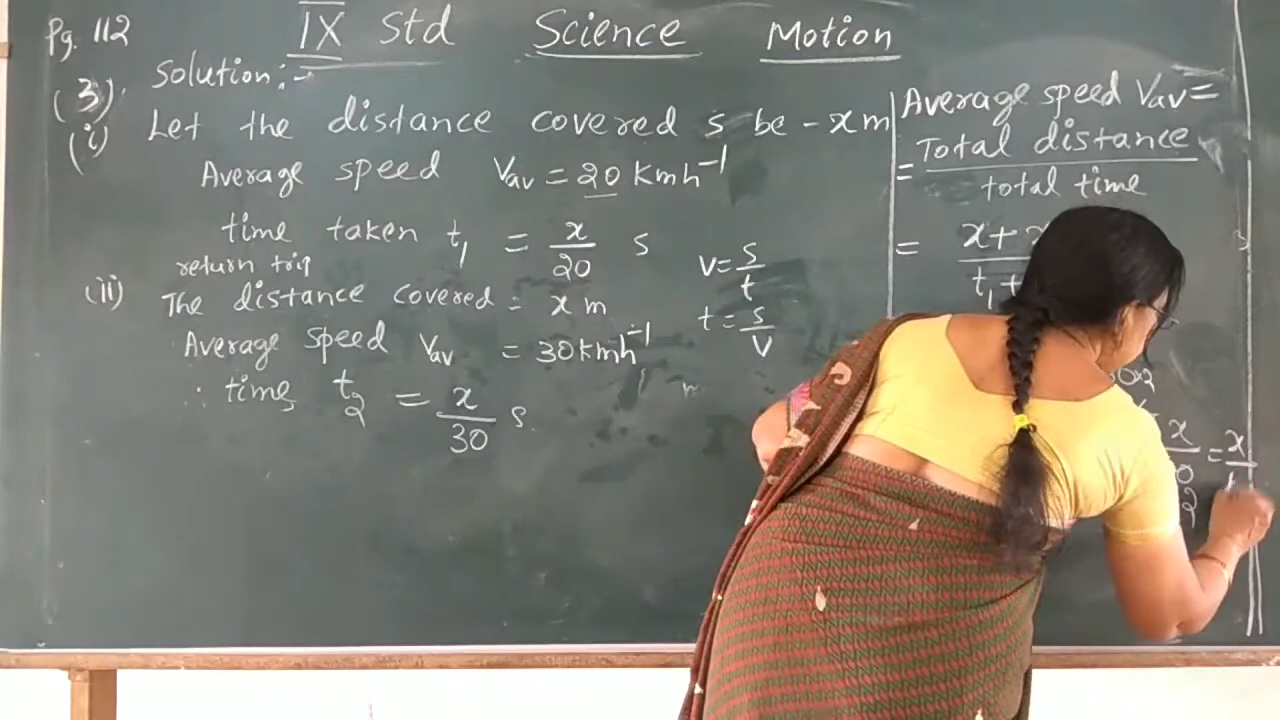 Pg. 112
IX Std Science Motion
Solution:-
(3).
(i) Let the distance covered s be - x m
Average speed Vav = 20 kmh⁻¹
time taken t₁ = x/20 s
return trip
(ii) The distance covered = x m
Average speed Vav = 30 kmh⁻¹
∴ time, t₂ = x/30 s.
v = s/t
t = s/v
Average speed Vav =
= Total distance / total time
= x +
t₁ +
x
= x
2